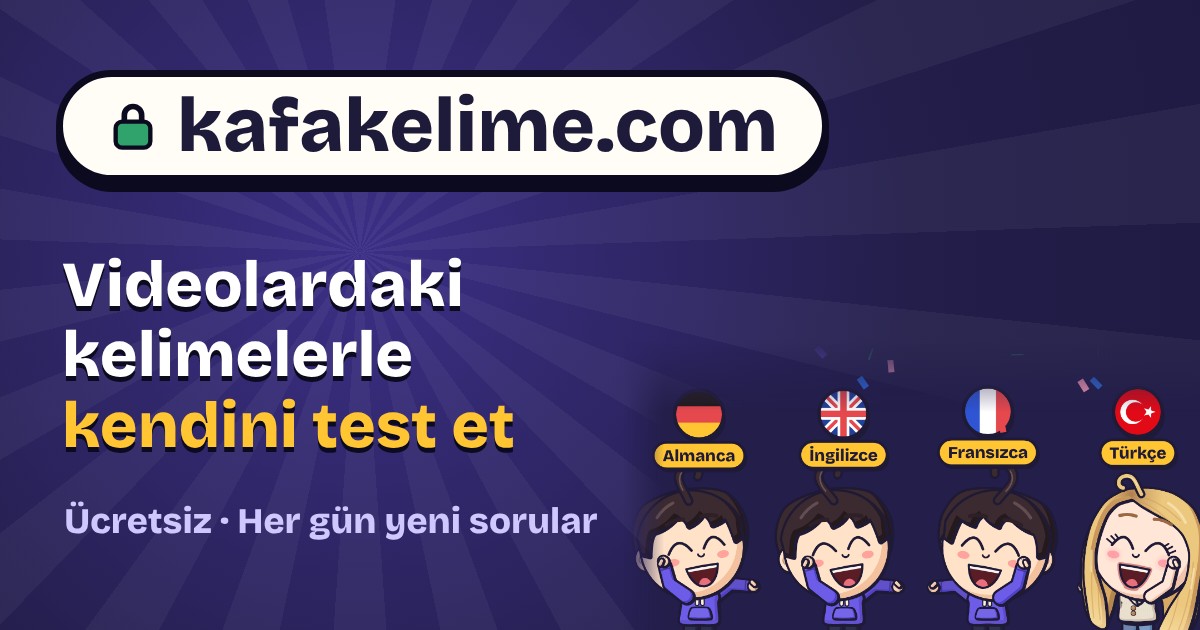 kafakelime.com
Videolardaki
kelimelerle
kendini test et
Ücretsiz · Her gün yeni sorular
Almanca
İngilizce
Fransızca
Türkçe